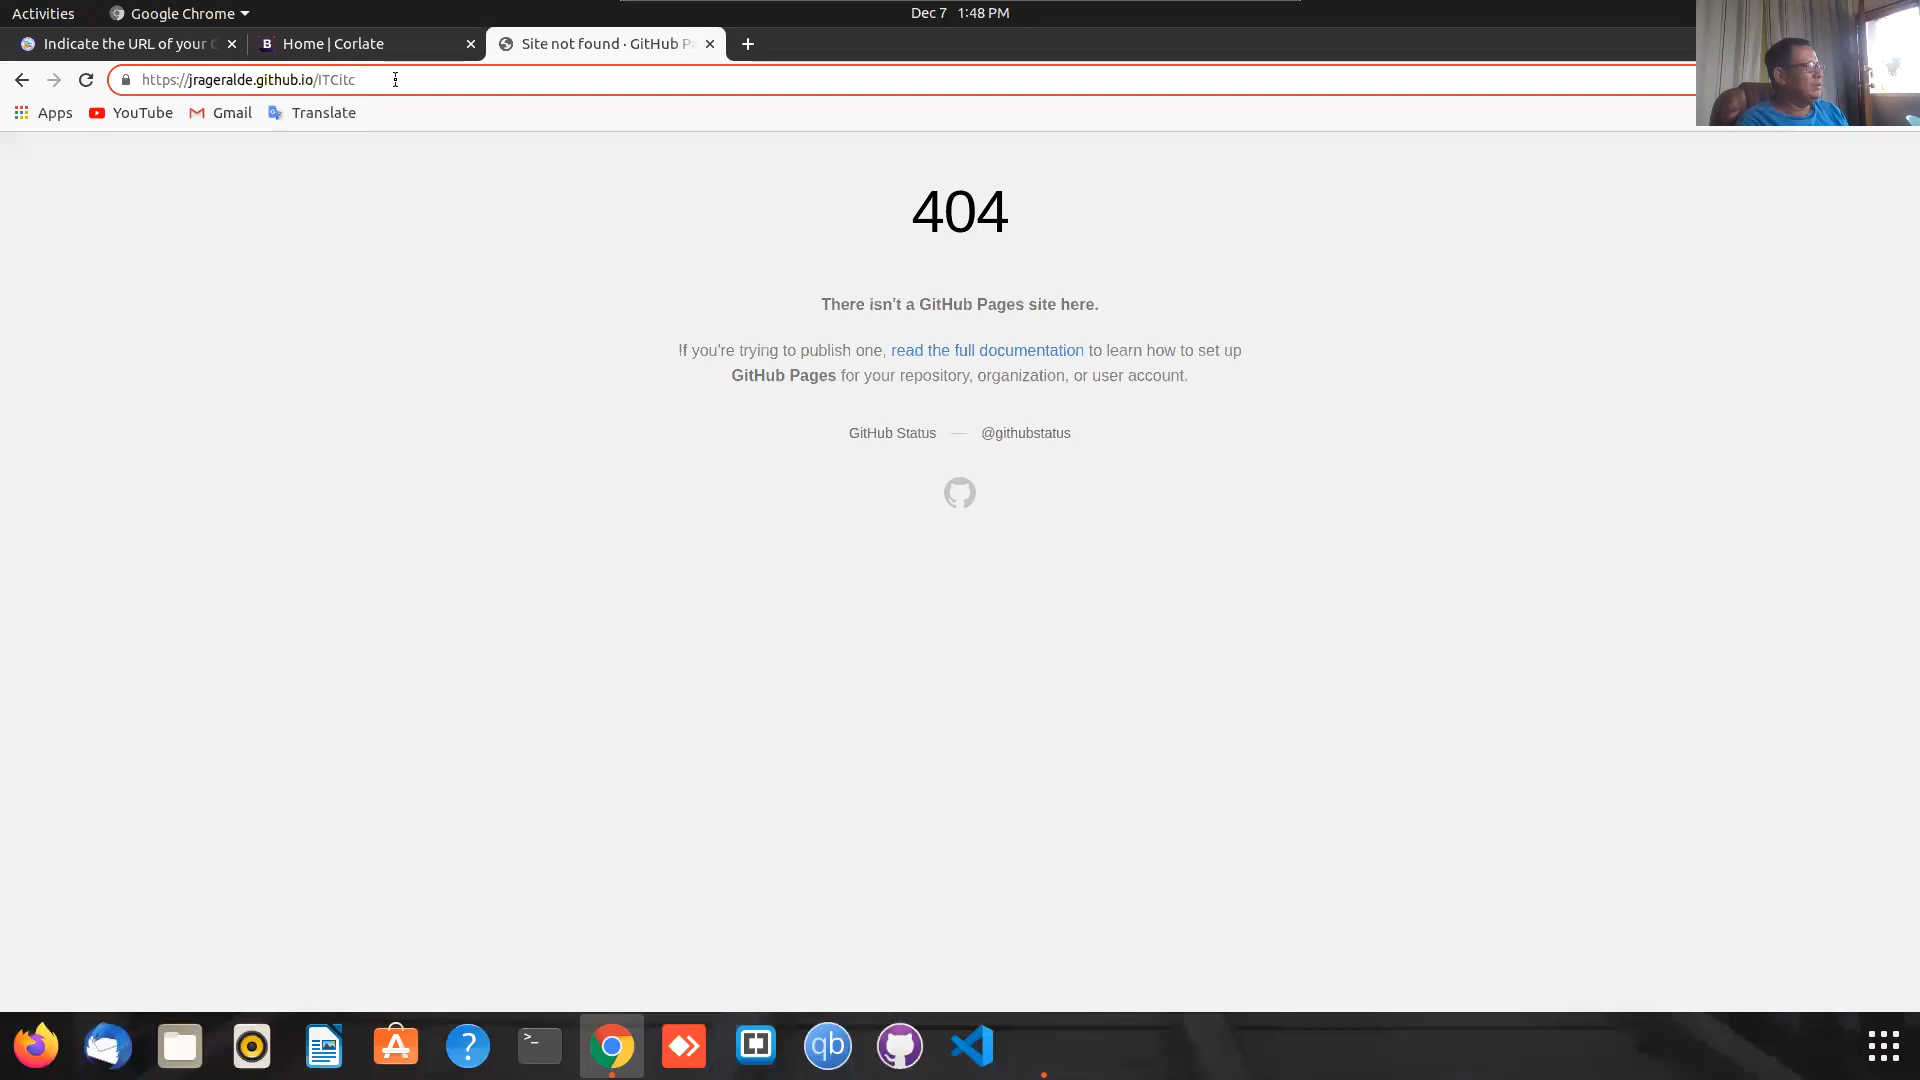 Activities
Google Chrome
Dec 7 1:48 PM
Indicate the URL of your
Home | Corlate
Site not found · GitHub P
https://jrageralde.github.io/ITCitc
Apps
YouTube
Gmail
Translate
404
There isn't a GitHub Pages site here.
If you're trying to publish one, read the full documentation to learn how to set up
GitHub Pages for your repository, organization, or user account.
GitHub Status — @githubstatus
>_
?
qb